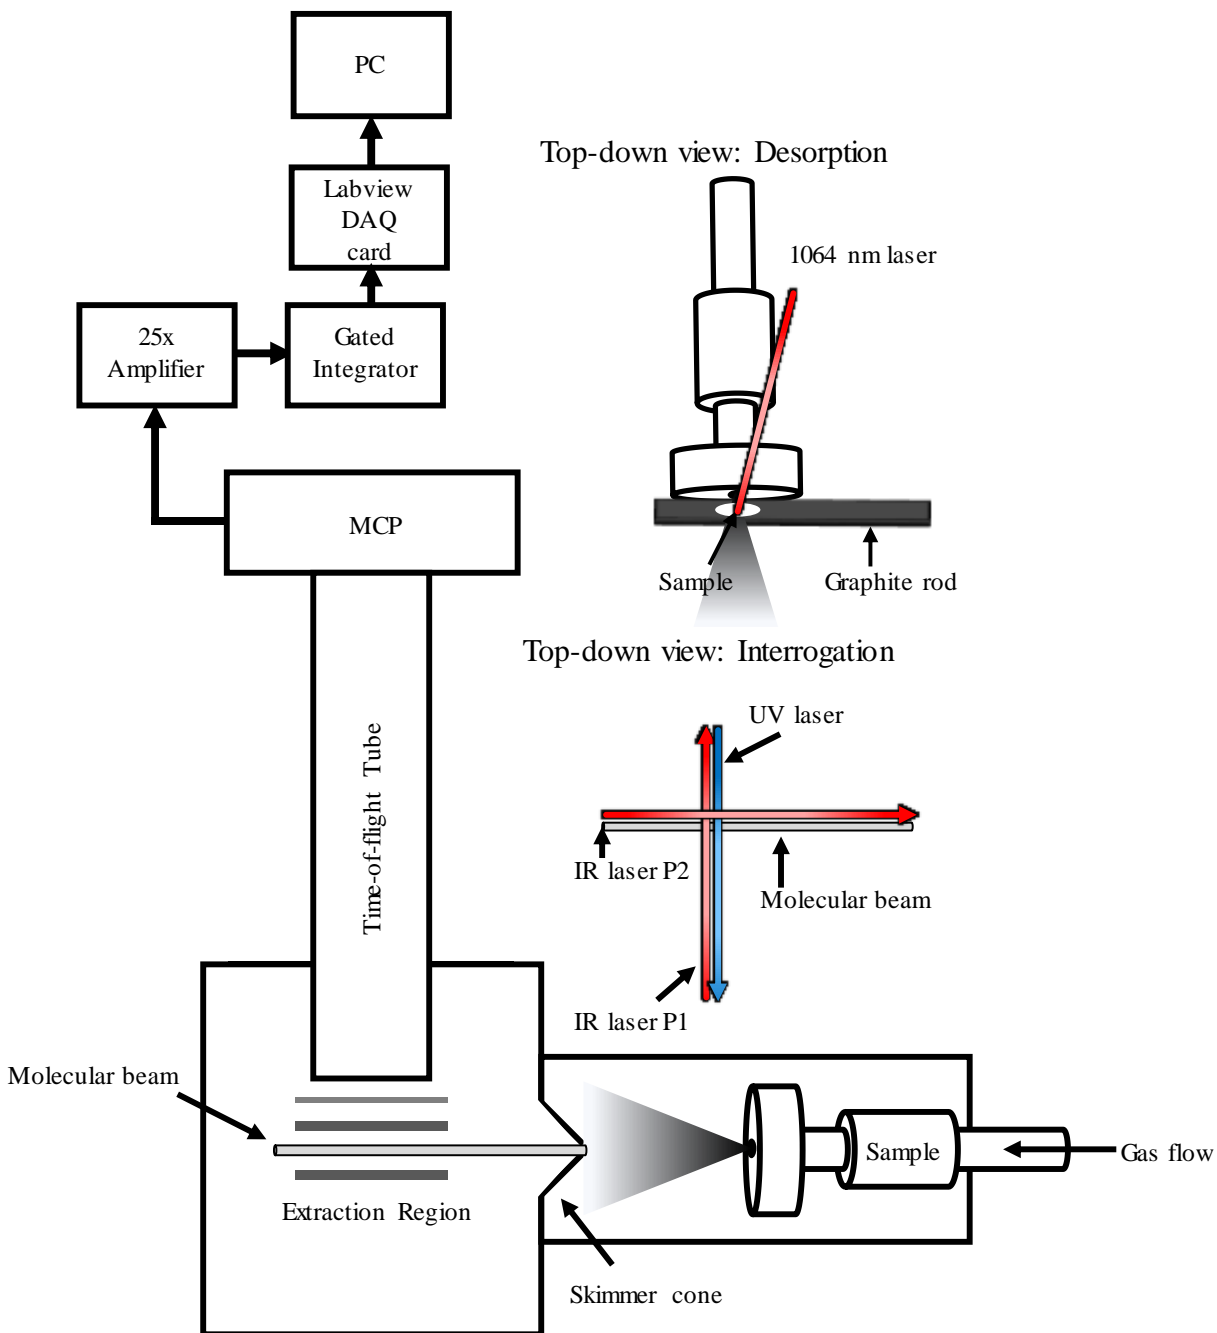 PC
Top-down view: Desorption
Labview
DAQ
card
1064 nm laser
25x
Amplifier
Gated
Integrator
MCP
Sample
Graphite rod
Top-down view: Interrogation
UV laser
Time-of-flight Tube
IR laser P2
Molecular beam
IR laser P1
Molecular beam
Sample
Gas flow
Extraction Region
Skimmer cone